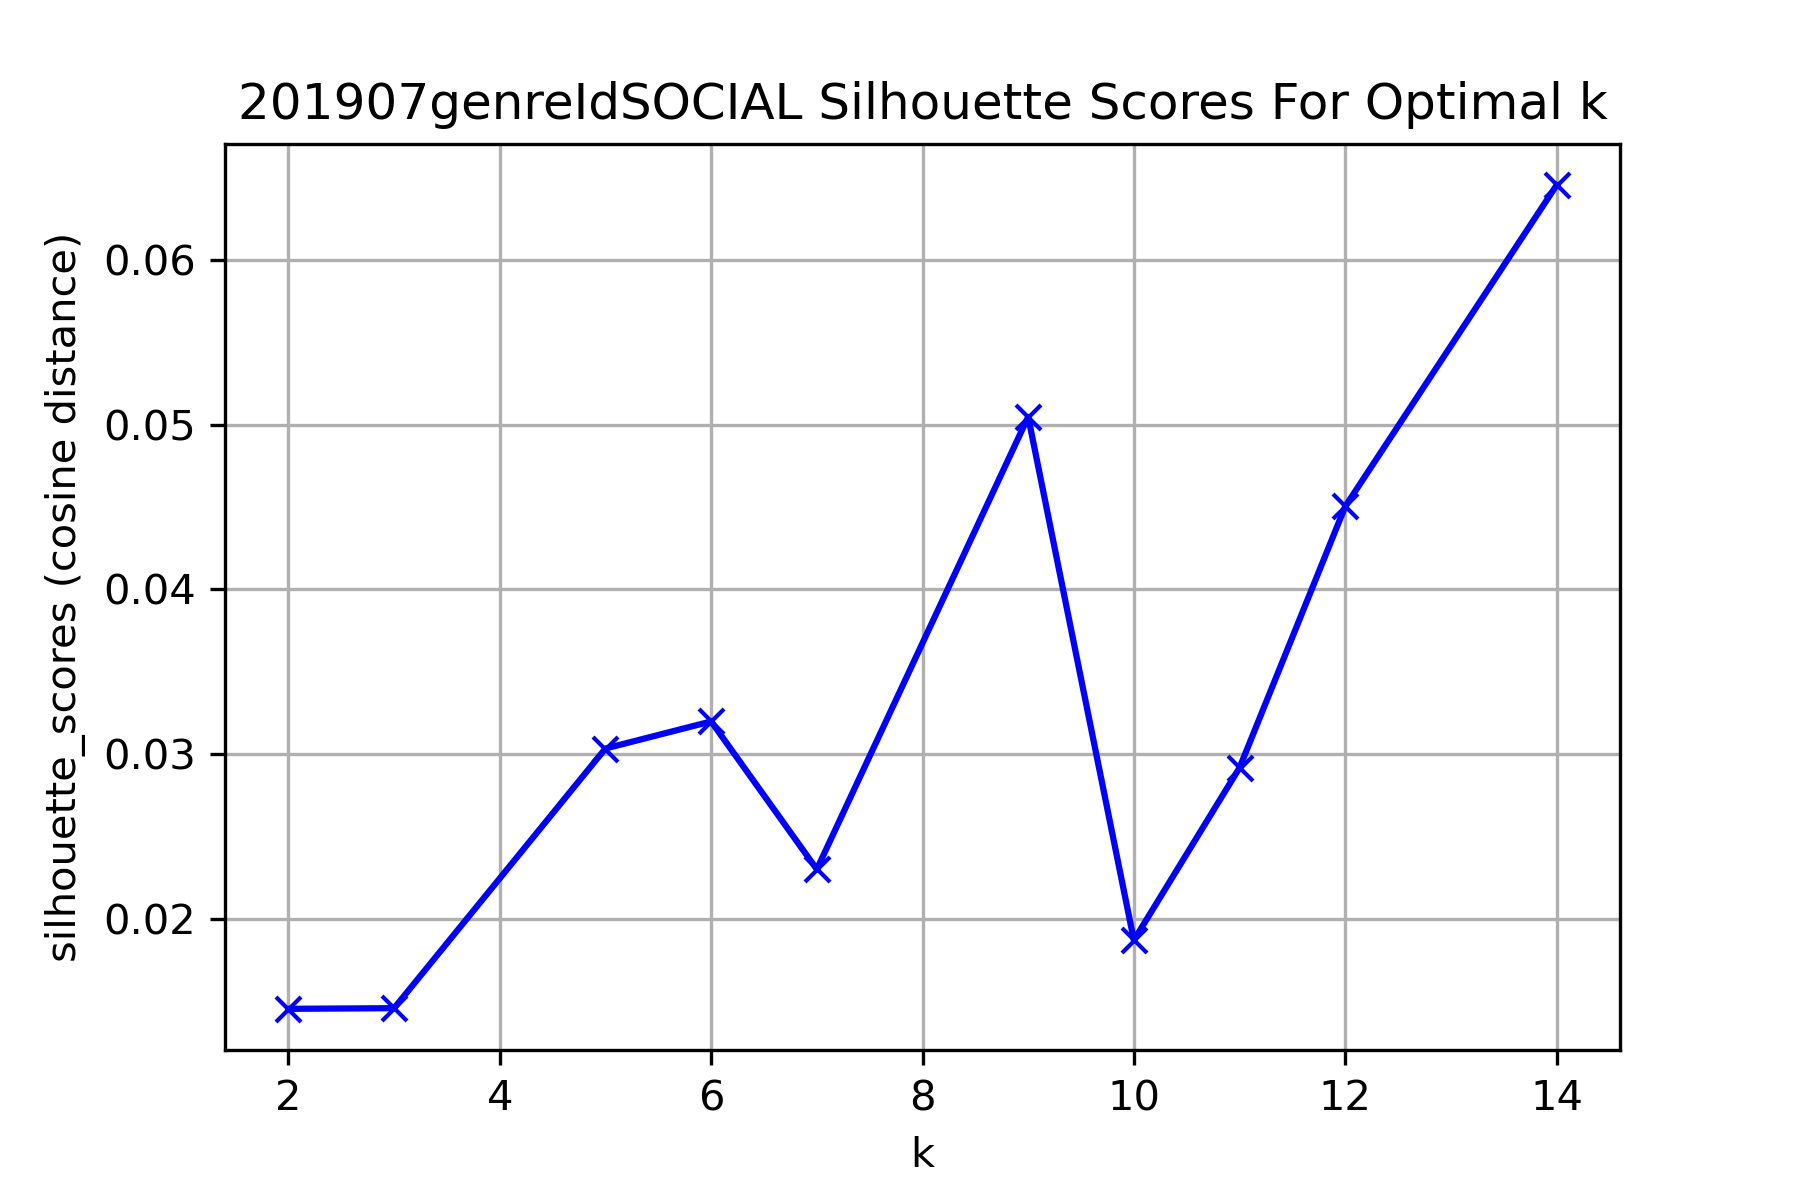 201907genreIdSOCIAL Silhouette Scores For Optimal k
silhouette_scores (cosine distance)
0.06
0.05
0.04
0.03
0.02
2 4 6 8 10 12 14
k